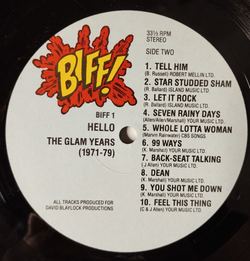 33⅓ RPM
STEREO
BIFF!
SIDE TWO
BIFF 1
HELLO
THE GLAM YEARS
(1971-79)
1. TELL HIM
(B. Russell) ROBERT MELLIN LTD.
2. STAR STUDDED SHAM
(R. Ballard) ISLAND MUSIC LTD.
3. LET IT ROCK
(R. Ballard) ISLAND MUSIC LTD.
4. SEVEN RAINY DAYS
(Allen/Allen/Marshall) YOUR MUSIC LTD.
5. WHOLE LOTTA WOMAN
(Mahrn Rainwater) CBS SONGS
6. 99 WAYS
(K. Marshall) YOUR MUSIC LTD.
7. BACK-SEAT TALKING
(J Allen) YOUR MUSIC LTD.
8. DEAN
(K. Marshall) YOUR MUSIC LTD.
9. YOU SHOT ME DOWN
(K. Marshall) YOUR MUSIC LTD.
10. FEEL THIS THING
(C & J Allen) YOUR MUSIC LTD.
ALL TRACKS PRODUCED FOR
DAVID BLAYLOCK PRODUCTIONS